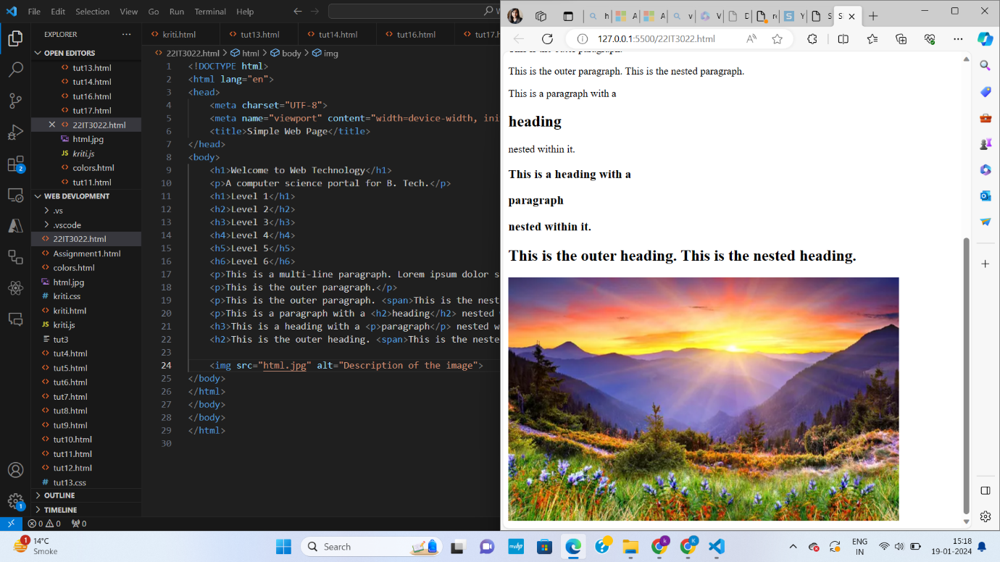 File Edit Selection View Go Run Terminal Help
EXPLORER
OPEN EDITORS
tut13.html
tut14.html
tut16.html
tut17.html
22IT3022.html
html.jpg
JS kriti.js
colors.html
tut11.html
WEB DEVLOPMENT
.vs
.vscode
22IT3022.html
Assignment1.html
colors.html
html.jpg
# kriti.css
kriti.html
JS kriti.js
tut3
tut4.html
tut5.html
tut6.html
tut7.html
tut8.html
tut9.html
tut10.html
tut11.html
tut12.html
# tut13.css
OUTLINE
TIMELINE
2
1
0 0 0
kriti.html tut13.html tut14.html tut16.html tut17.h
22IT3022.html > html > body > img
1 <!DOCTYPE html>
2 <html lang="en">
3 <head>
4 <meta charset="UTF-8">
5 <meta name="viewport" content="width=device-width, ini
6 <title>Simple Web Page</title>
7 </head>
8 <body>
9 <h1>Welcome to Web Technology</h1>
10 <p>A computer science portal for B. Tech.</p>
11 <h1>Level 1</h1>
12 <h2>Level 2</h2>
13 <h3>Level 3</h3>
14 <h4>Level 4</h4>
15 <h5>Level 5</h5>
16 <h6>Level 6</h6>
17 <p>This is a multi-line paragraph. Lorem ipsum dolor s
18 <p>This is the outer paragraph.</p>
19 <p>This is the outer paragraph. <span>This is the nest
20 <p>This is a paragraph with a <h2>heading</h2> nested
21 <h3>This is a heading with a <p>paragraph</p> nested w
22 <h2>This is the outer heading. <span>This is the neste
23
24 <img src="html.jpg" alt="Description of the image">
25 </body>
26 </html>
27 </body>
28 </body>
29 </html>
30
127.0.0.1:5500/22IT3022.html
This is the outer paragraph. This is the nested paragraph.
This is a paragraph with a
heading
nested within it.
This is a heading with a
paragraph
nested within it.
This is the outer heading. This is the nested heading.
1
14°C
Smoke
Search
ENG
IN
15:18
19-01-2024